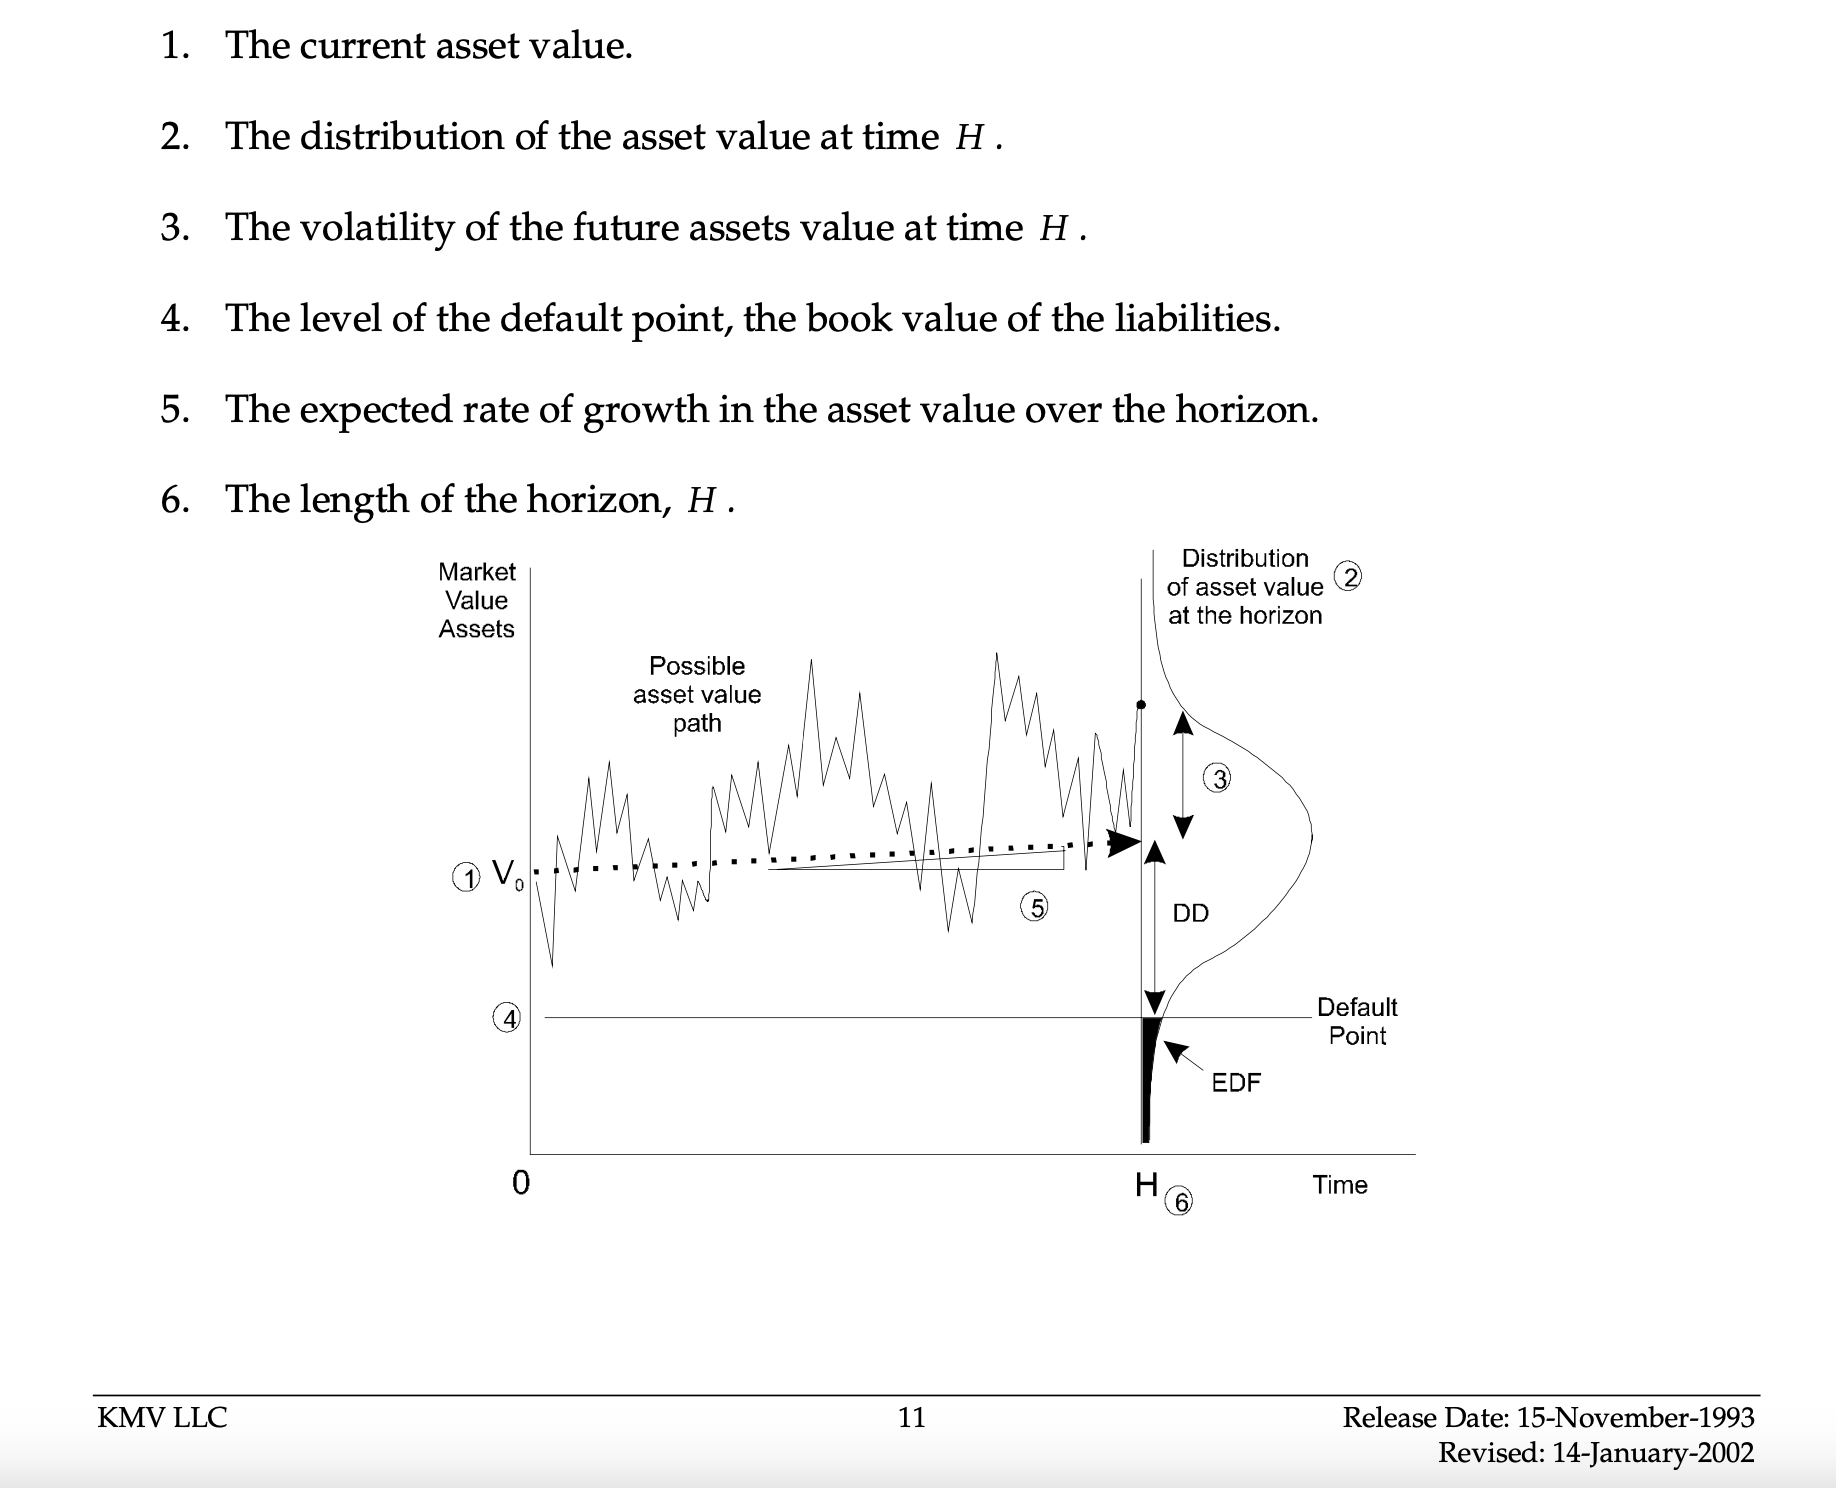 1. The current asset value.
2. The distribution of the asset value at time H .
3. The volatility of the future assets value at time H .
4. The level of the default point, the book value of the liabilities.
5. The expected rate of growth in the asset value over the horizon.
6. The length of the horizon, H .
Market
Value
Assets
Distribution
of asset value
at the horizon
2
Possible
asset value
path
3
1 V0
5
DD
4
Default
Point
EDF
0
H 6
Time
KMV LLC
11
Release Date: 15-November-1993
Revised: 14-January-2002